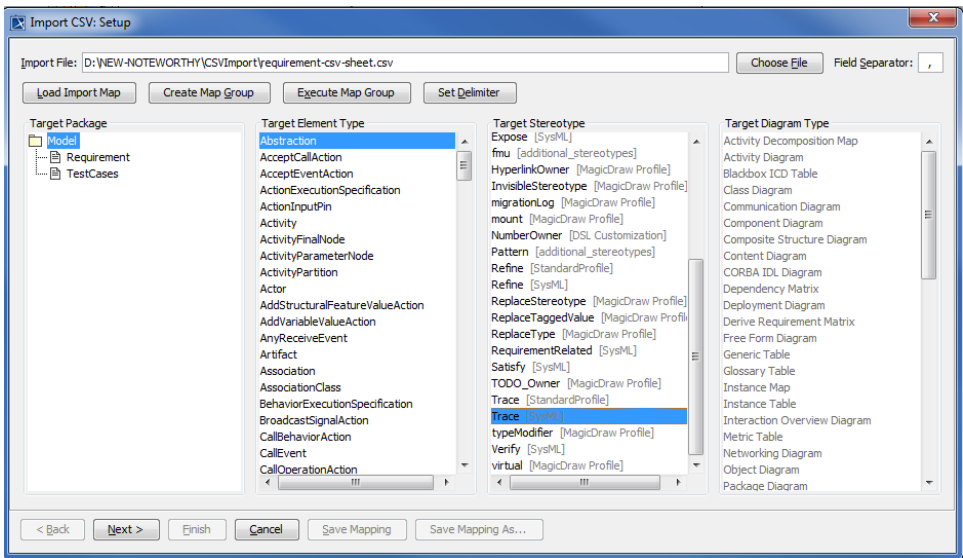 Import CSV: Setup
Import File: D:\NEW-NOTEWORTHY\CSVImport\requirement-csv-sheet.csv Choose File Field Separator: ,
Load Import Map Create Map Group Execute Map Group Set Delimiter
Target Package
Model
Requirement
TestCases
Target Element Type
Abstraction
AcceptCallAction
AcceptEventAction
ActionExecutionSpecification
ActionInputPin
Activity
ActivityFinalNode
ActivityParameterNode
ActivityPartition
Actor
AddStructuralFeatureValueAction
AddVariableValueAction
AnyReceiveEvent
Artifact
Association
AssociationClass
BehaviorExecutionSpecification
BroadcastSignalAction
CallBehaviorAction
CallEvent
CallOperationAction
Target Stereotype
Expose [SysML]
fmu [additional_stereotypes]
HyperlinkOwner [MagicDraw Profile]
InvisibleStereotype [MagicDraw Profile]
migrationLog [MagicDraw Profile]
mount [MagicDraw Profile]
NumberOwner [DSL Customization]
Pattern [additional_stereotypes]
Refine [StandardProfile]
Refine [SysML]
ReplaceStereotype [MagicDraw Profile]
ReplaceTaggedValue [MagicDraw Profil
ReplaceType [MagicDraw Profile]
RequirementRelated [SysML]
Satisfy [SysML]
TODO_Owner [MagicDraw Profile]
Trace [StandardProfile]
Trace [SysML]
typeModifier [MagicDraw Profile]
Verify [SysML]
virtual [MagicDraw Profile]
Target Diagram Type
Activity Decomposition Map
Activity Diagram
Blackbox ICD Table
Class Diagram
Communication Diagram
Component Diagram
Composite Structure Diagram
Content Diagram
CORBA IDL Diagram
Dependency Matrix
Deployment Diagram
Derive Requirement Matrix
Free Form Diagram
Generic Table
Glossary Table
Instance Map
Instance Table
Interaction Overview Diagram
Metric Table
Networking Diagram
Object Diagram
Package Diagram
< Back Next > Finish Cancel Save Mapping Save Mapping As...